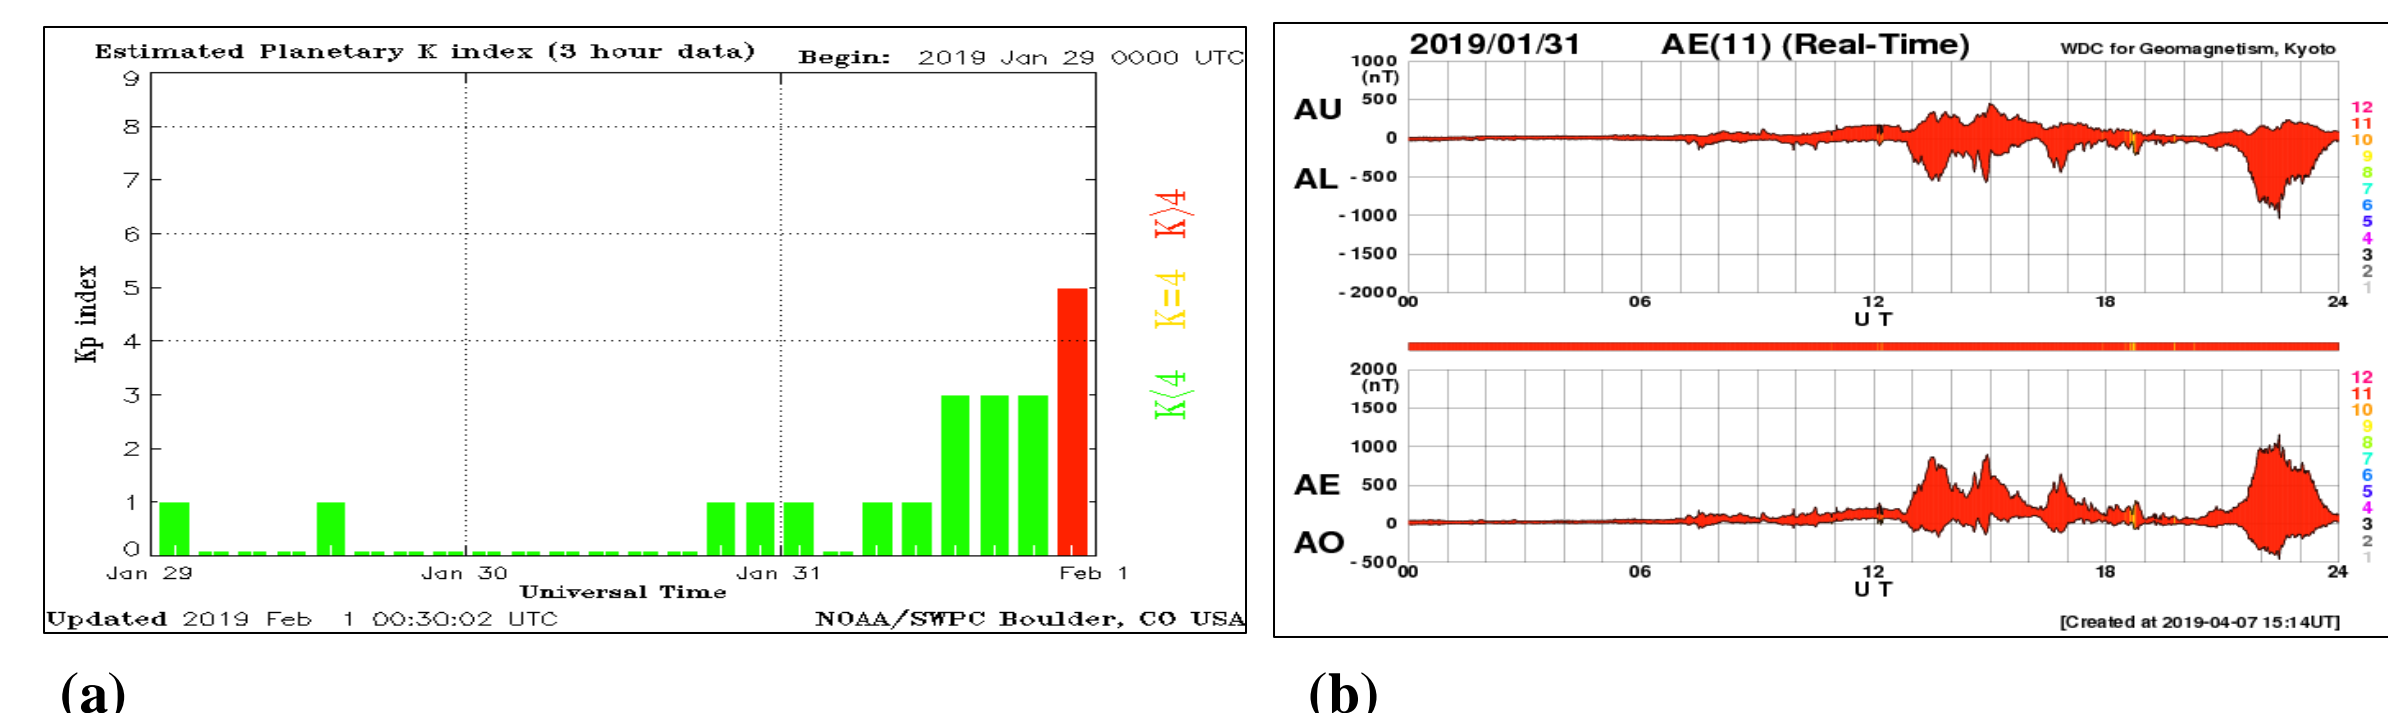 Estimated Planetary K index (3 hour data) Begin: 2019 Jan 29 0000 UTC
9
8
7
6
5
4
3
2
1
0
Kp index
K<4 K=4 K>4
Jan 29 Jan 30 Jan 31 Feb 1
Universal Time
Updated 2019 Feb 1 00:30:02 UTC NOAA/SWPC Boulder, CO USA
(a)
2019/01/31 AE(11) (Real-Time) WDC for Geomagnetism, Kyoto
1000
(nT)
500
0
-500
-1000
-1500
-2000
AU
AL
00 06 12 18 24
UT
12
11
10
9
8
7
6
5
4
3
2
1
2000
(nT)
1500
1000
500
0
-500
AE
AO
00 06 12 18 24
UT
12
11
10
9
8
7
6
5
4
3
2
1
[Created at 2019-04-07 15:14UT]
(b)